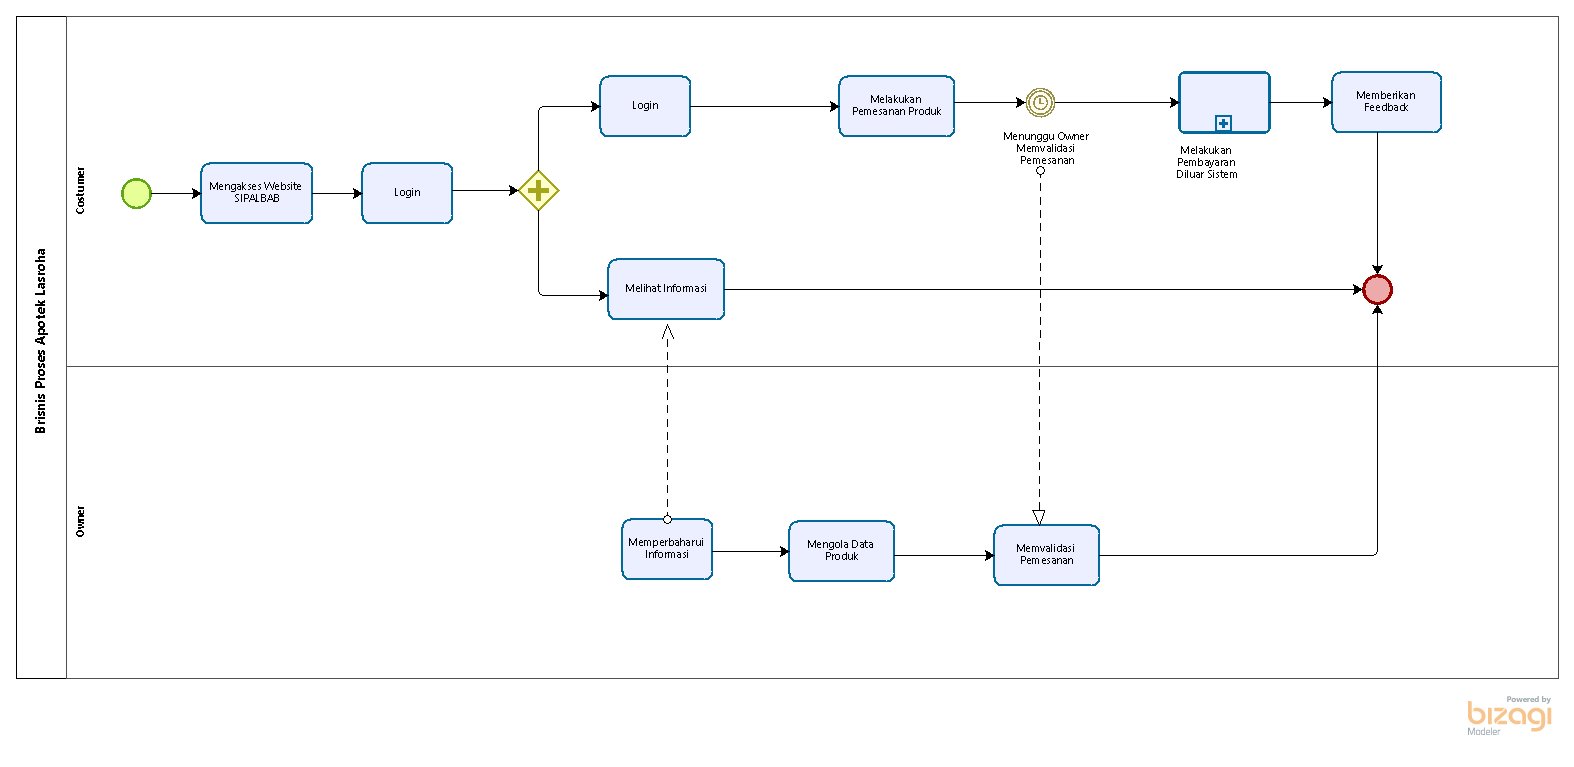 Brisnis Proses Apotek Lasroha
Costumer
Mengakses Website
SIPALBAB
Login
Login
Melakukan
Pemesanan Produk
Menunggu Owner
Memvalidasi
Pemesanan
Melakukan
Pembayaran
Diluar Sistem
Memberikan
Feedback
Melihat Informasi
Owner
Memperbaharui
Informasi
Mengola Data
Produk
Memvalidasi
Pemesanan
Powered by
bizagi
Modeler